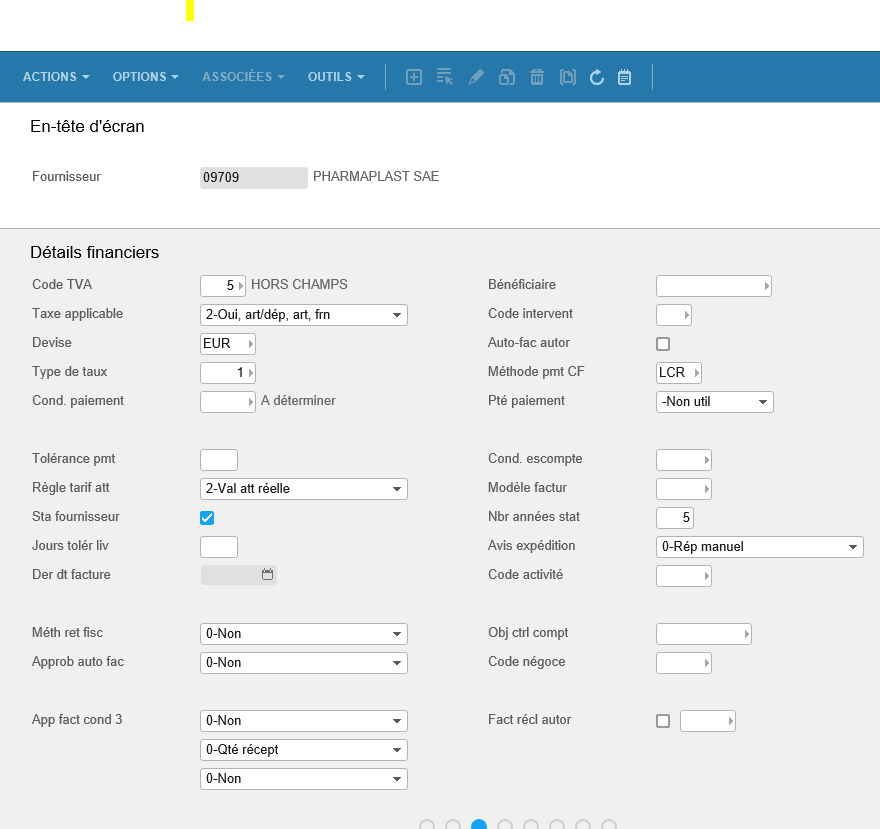 ACTIONS OPTIONS ASSOCIÉES OUTILS
En-tête d'écran
Fournisseur 09709 PHARMAPLAST SAE
Détails financiers
Code TVA 5 HORS CHAMPS Bénéficiaire
Taxe applicable 2-Oui, art/dép, art, frn Code intervent
Devise EUR Auto-fac autor
Type de taux 1 Méthode pmt CF LCR
Cond. paiement A déterminer Pté paiement -Non util
Tolérance pmt Cond. escompte
Règle tarif att 2-Val att réelle Modèle factur
Sta fournisseur Nbr années stat 5
Jours tolér liv Avis expédition 0-Rép manuel
Der dt facture Code activité
Méth ret fisc 0-Non Obj ctrl compt
Approb auto fac 0-Non Code négoce
App fact cond 3 0-Non Fact récl autor
0-Qté récept
0-Non